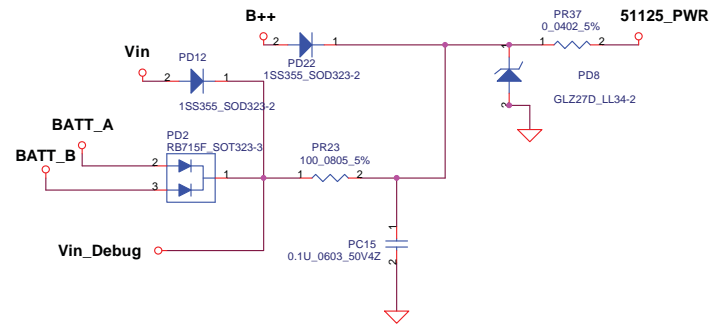 B++
PR37
0_0402_5%
51125_PWR
2
1
PD22
1SS355_SOD323-2
1
2
1
2
PD8
GLZ27D_LL34-2
Vin
PD12
2
1
1SS355_SOD323-2
BATT_A
PD2
RB715F_SOT323-3
BATT_B
2
3
1
PR23
100_0805_5%
1
2
Vin_Debug
PC15
0.1U_0603_50V4Z
1
2